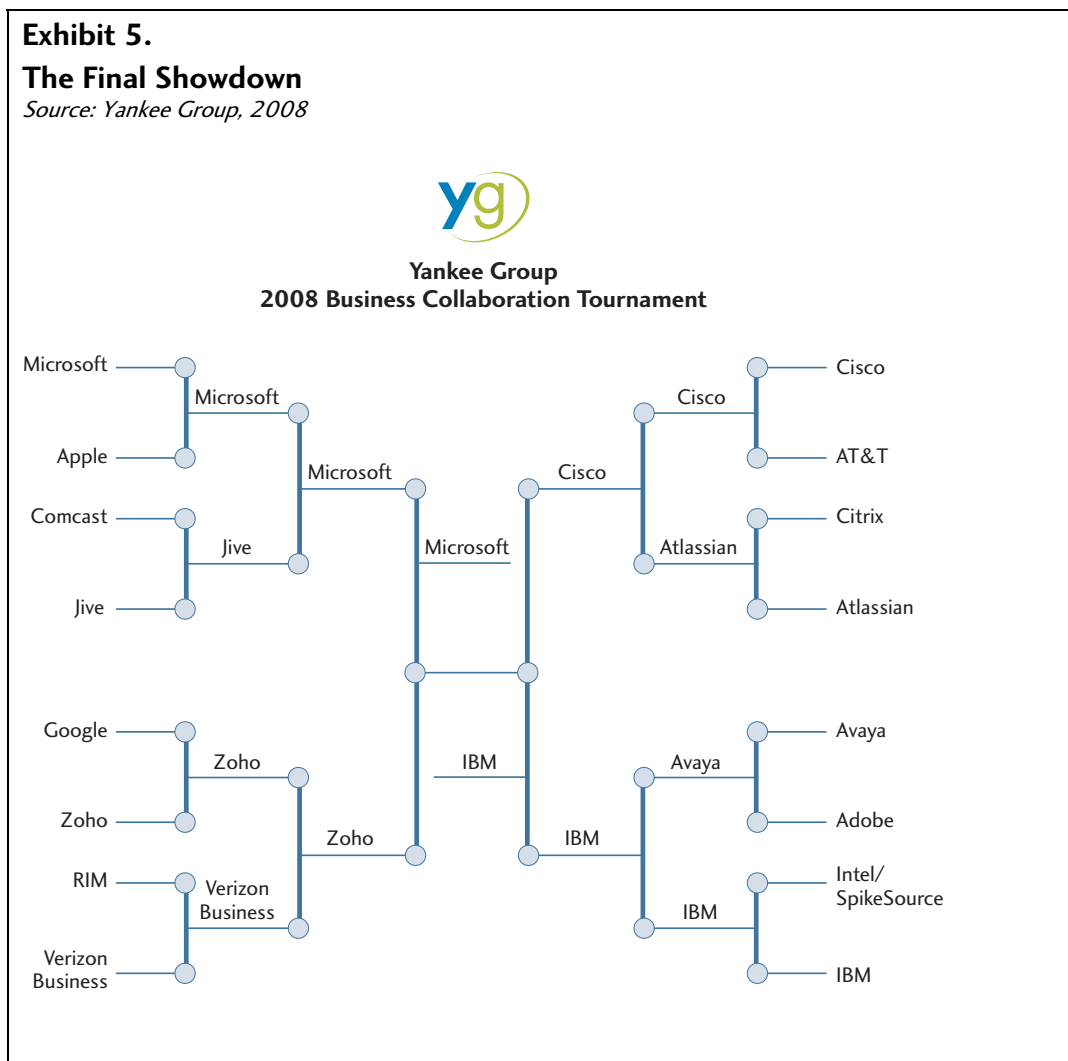 Exhibit 5.
The Final Showdown
Source: Yankee Group, 2008
yg
Yankee Group
2008 Business Collaboration Tournament
Microsoft
Microsoft
Apple
Microsoft
Comcast
Jive
Jive
Microsoft
Google
Zoho
Zoho
Zoho
RIM
Verizon
Business
Verizon
Business
IBM
Cisco
Cisco
AT&T
Cisco
Citrix
Atlassian
Atlassian
Avaya
Avaya
Adobe
IBM
Intel/
SpikeSource
IBM
IBM